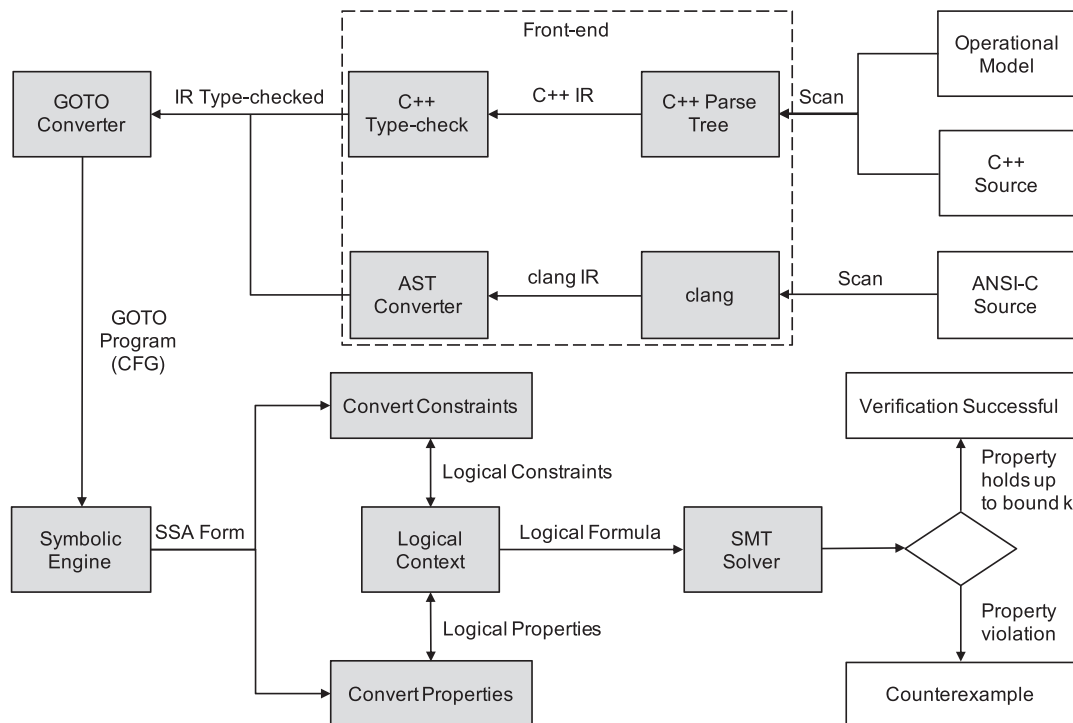 Front-end
Operational
Model
GOTO
Converter
IR Type-checked
C++
Type-check
C++ IR
C++ Parse
Tree
Scan
C++
Source
AST
Converter
clang IR
clang
Scan
ANSI-C
Source
GOTO
Program
(CFG)
Convert Constraints
Verification Successful
Logical Constraints
Property
holds up
to bound k
Symbolic
Engine
SSA Form
Logical
Context
Logical Formula
SMT
Solver
Logical Properties
Property
violation
Convert Properties
Counterexample